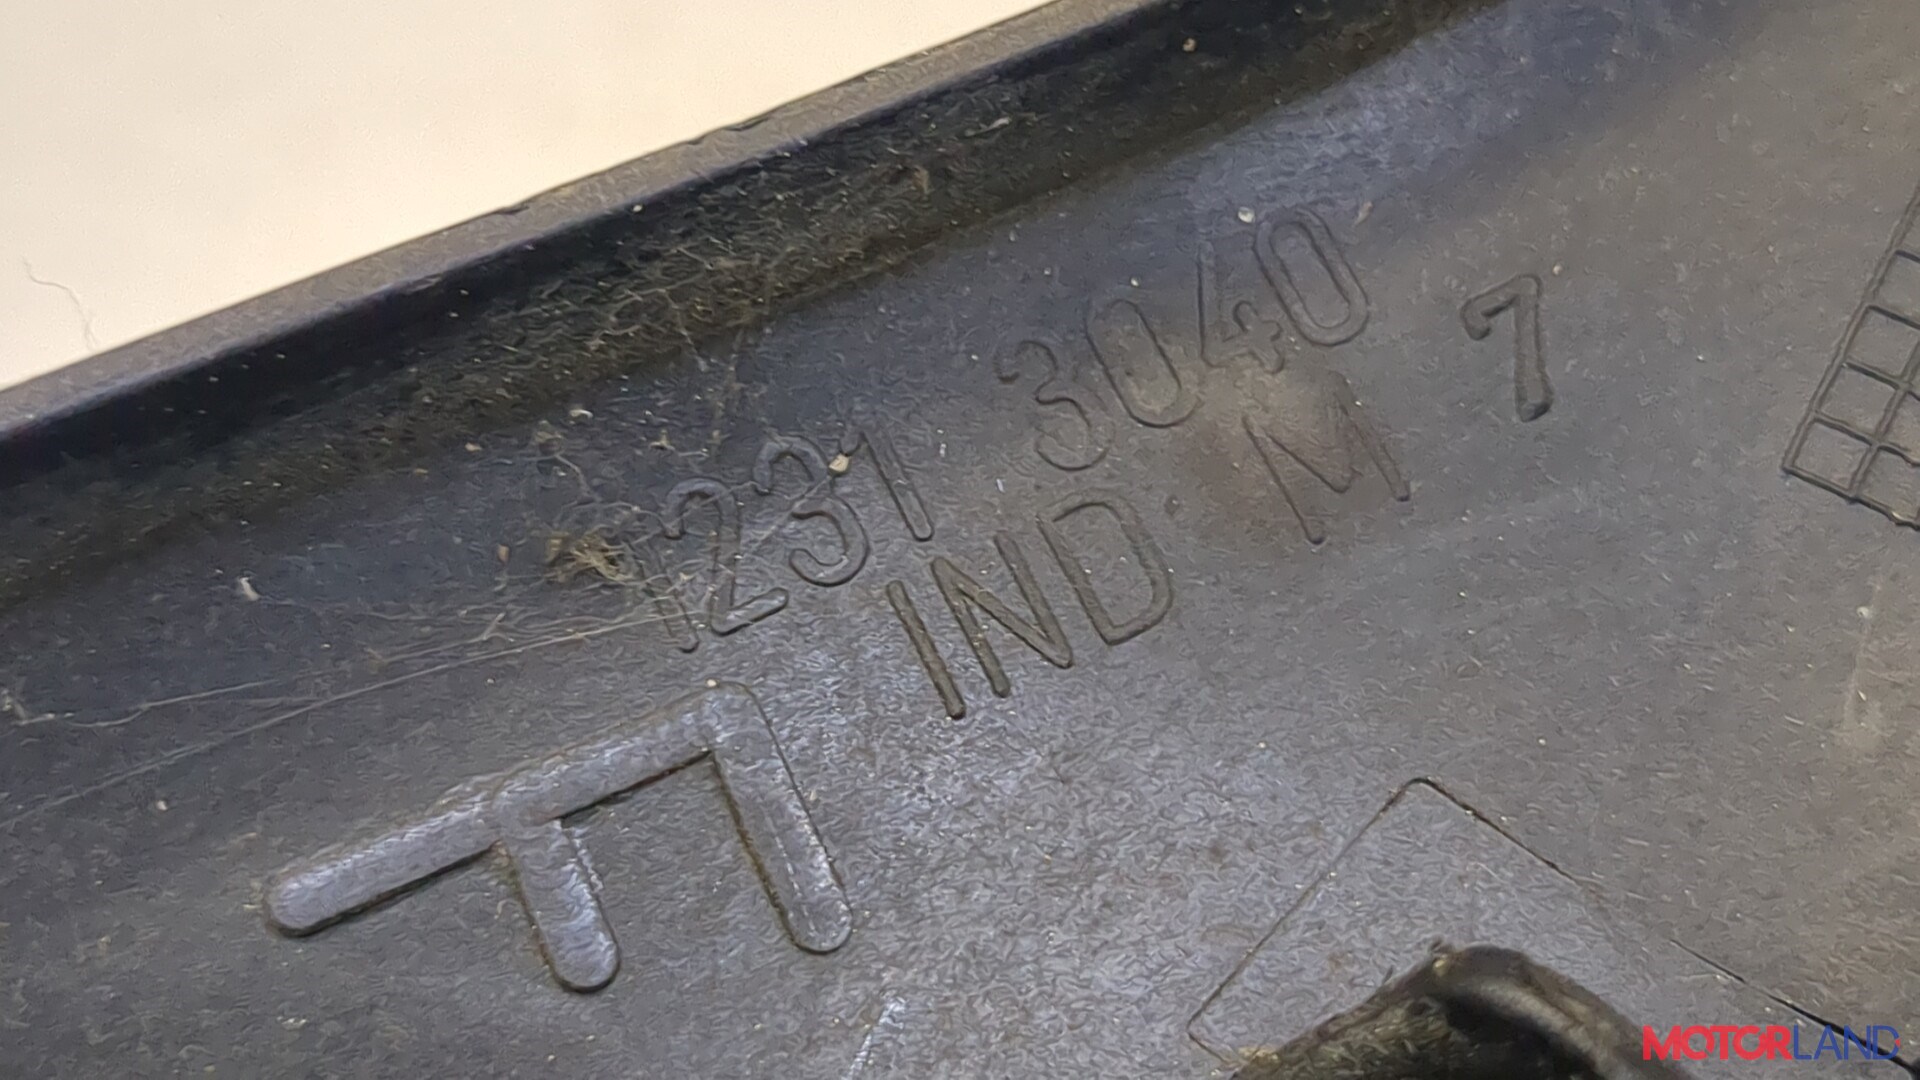 1231 3040 7
IND M
F
MOTORLAND